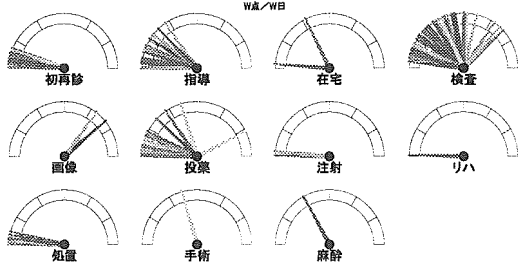 W点/W日
初再診 指導 在宅 検査
画像 投薬 注射 リハ
処置 手術 麻酔